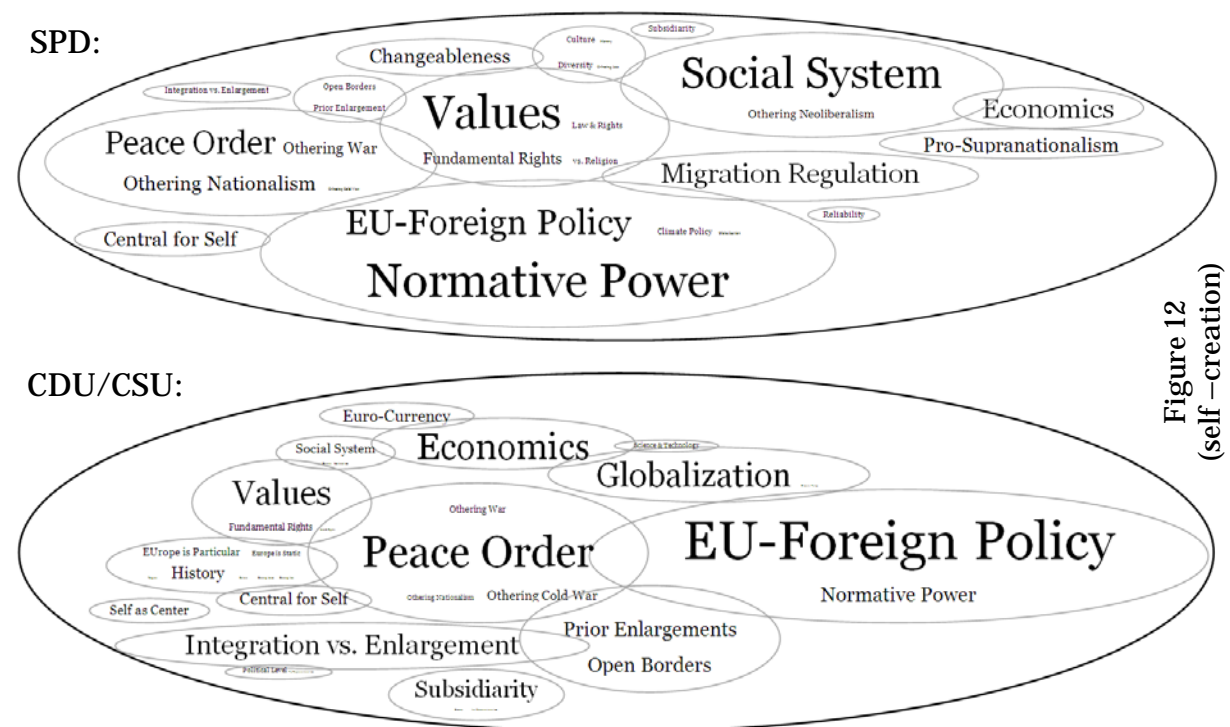 SPD:
Changeableness
Culture
Diversity
Subsidiarity
Integration vs. Enlargement
Open Borders
Prior Enlargement
Values
Law & Rights
Fundamental Rights vs. Religion
Social System
Othering Neoliberalism
Economics
Pro-Supranationalism
Peace Order Othering War
Othering Nationalism
Migration Regulation
Central for Self
EU-Foreign Policy Climate Policy
Normative Power
Reliability
Figure 12
(self –creation)
CDU/CSU:
Euro-Currency
Social System
Economics
Science & Technology
Globalization
Values
Fundamental Rights
Othering War
Peace Order
Othering Nationalism Othering Cold War
EU-Foreign Policy
Normative Power
EUrope is Particular Europe is Static
History
Self as Center
Central for Self
Integration vs. Enlargement
Prior Enlargements
Open Borders
Political Level
Subsidiarity